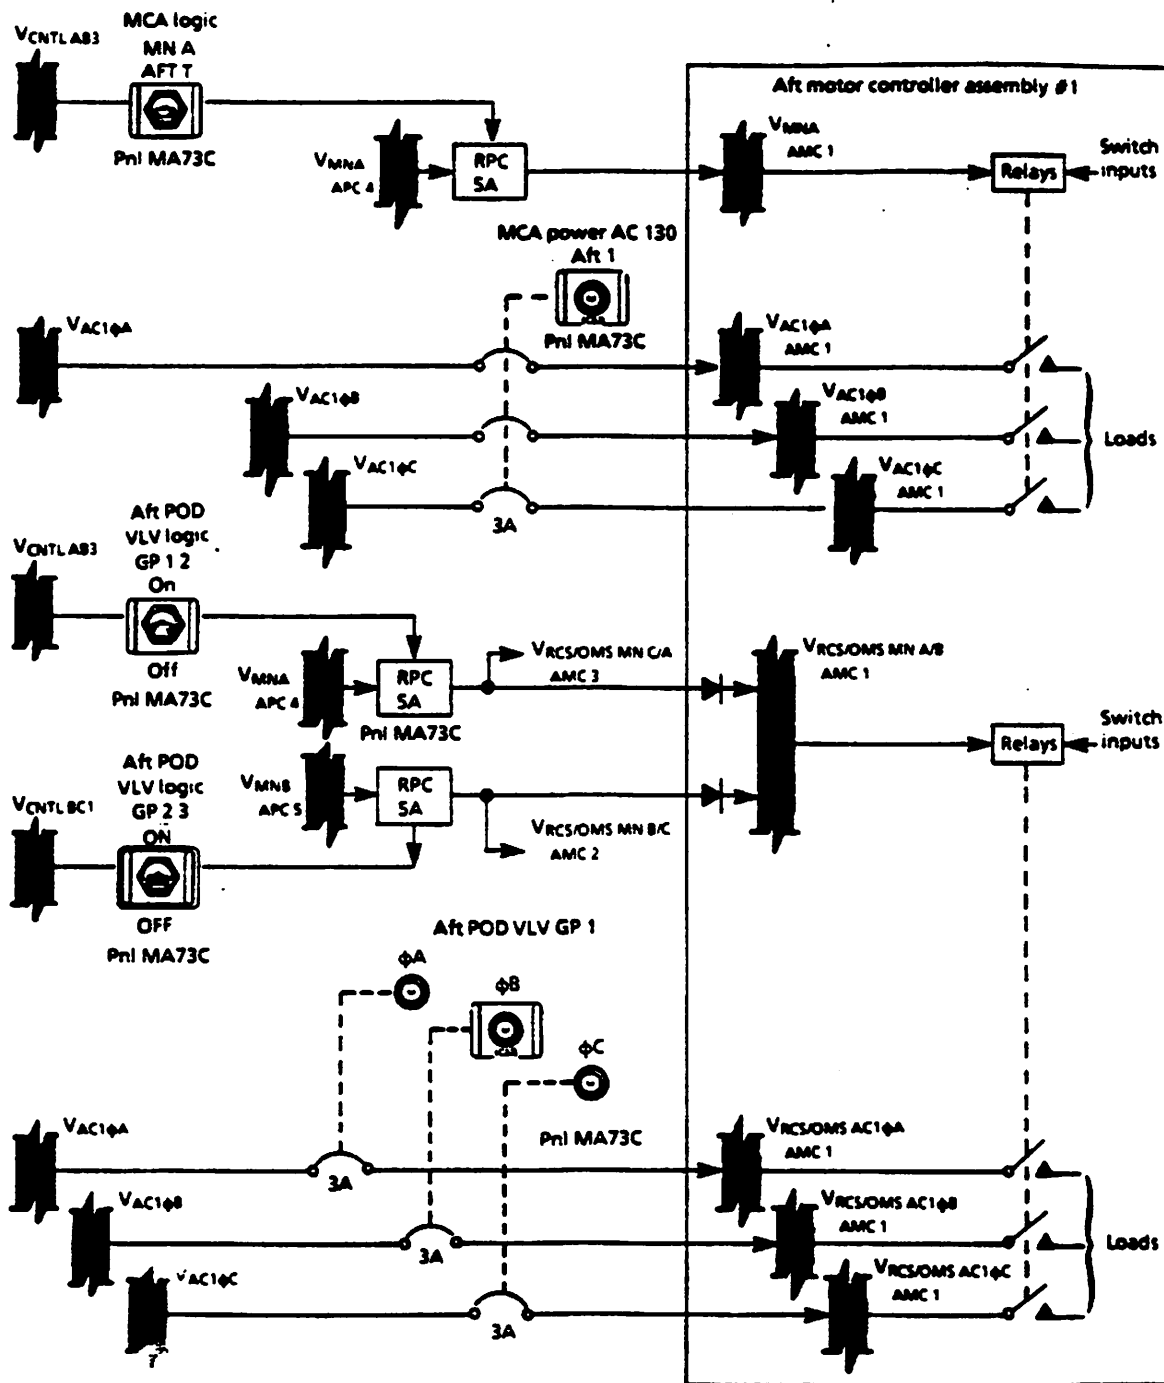 MCA logic
MN A
AFT T
VCNTL AB3
Pnl MA73C
VMNA
APC 4
RPC
5A
Aft motor controller assembly #1
VMNA
AMC 1
Relays
Switch
inputs
MCA power AC 130
Aft 1
Pnl MA73C
VAC1ϕA
VAC1ϕA
AMC 1
VAC1ϕB
VAC1ϕB
AMC 1
VAC1ϕC
VAC1ϕC
AMC 1
3A
Loads
Aft POD
VLV logic
GP 1 2
On
VCNTL AB3
Off
Pnl MA73C
VMNA
APC 4
RPC
5A
Pnl MA73C
VRCS/OMS MN C/A
AMC 3
VRCS/OMS MN A/B
AMC 1
Relays
Switch
inputs
Aft POD
VLV logic
GP 2 3
ON
VCNTL BC1
OFF
Pnl MA73C
VMNB
APC 5
RPC
5A
VRCS/OMS MN B/C
AMC 2
Aft POD VLV GP 1
ϕA
ϕB
ϕC
Pnl MA73C
VAC1ϕA
3A
VRCS/OMS AC1ϕA
AMC 1
VAC1ϕB
3A
VRCS/OMS AC1ϕB
AMC 1
VAC1ϕC
3A
VRCS/OMS AC1ϕC
AMC 1
Loads